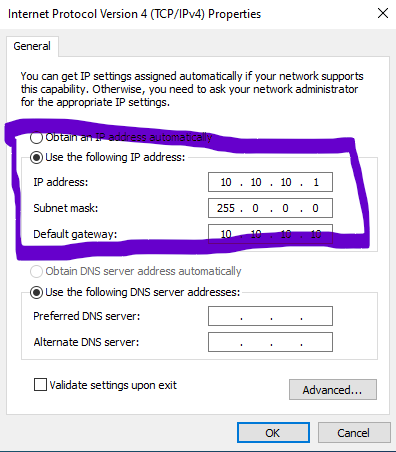 Internet Protocol Version 4 (TCP/IPv4) Properties
General
You can get IP settings assigned automatically if your network supports
this capability. Otherwise, you need to ask your network administrator
for the appropriate IP settings.
Obtain an IP address automatically
Use the following IP address:
IP address: 10 . 10 . 10 . 1
Subnet mask: 255 . 0 . 0 . 0
Default gateway: 10 . 10 . 10 . 10
Obtain DNS server address automatically
Use the following DNS server addresses:
Preferred DNS server: . . .
Alternate DNS server: . . .
Validate settings upon exit
Advanced...
OK Cancel